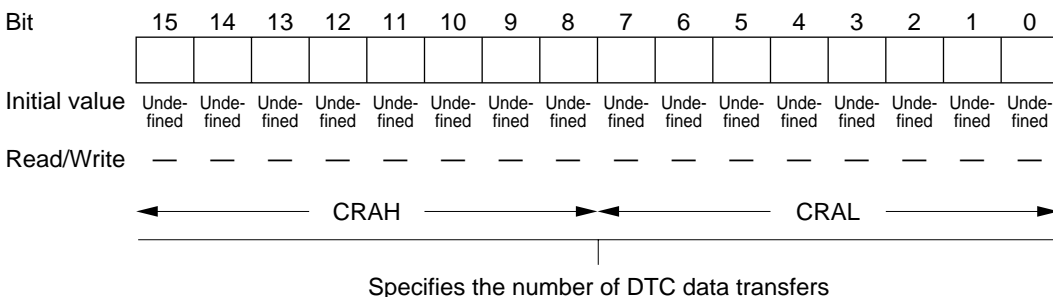 Bit 15 14 13 12 11 10 9 8 7 6 5 4 3 2 1 0
Initial value Unde- Unde- Unde- Unde- Unde- Unde- Unde- Unde- Unde- Unde- Unde- Unde- Unde- Unde- Unde- Unde-
fined fined fined fined fined fined fined fined fined fined fined fined fined fined fined fined
Read/Write — — — — — — — — — — — — — — — —
CRAH CRAL
Specifies the number of DTC data transfers